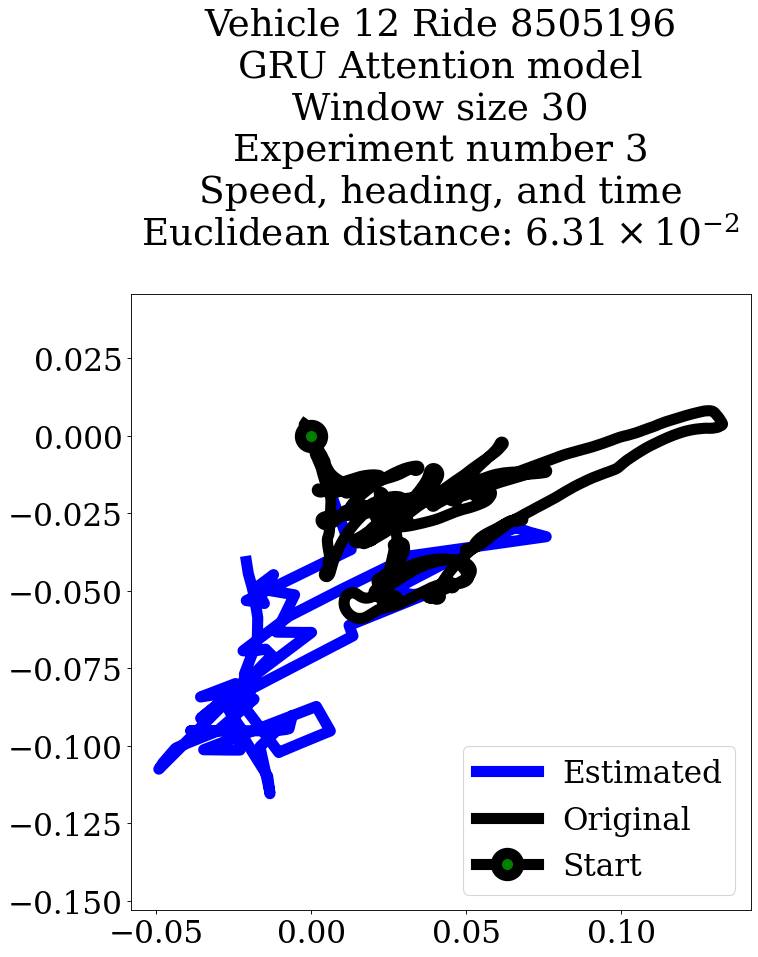 Vehicle 12 Ride 8505196
GRU Attention model
Window size 30
Experiment number 3
Speed, heading, and time
Euclidean distance: 6.31 × 10⁻²
0.025
0.000
−0.025
−0.050
−0.075
−0.100
−0.125
−0.150
Estimated
Original
Start
−0.05 0.00 0.05 0.10